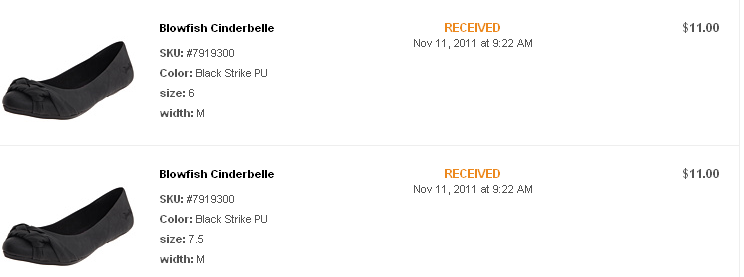 Blowfish Cinderbelle
RECEIVED
$11.00
Nov 11, 2011 at 9:22 AM
SKU: #7919300
Color: Black Strike PU
size: 6
width: M
Blowfish Cinderbelle
RECEIVED
$11.00
Nov 11, 2011 at 9:22 AM
SKU: #7919300
Color: Black Strike PU
size: 7.5
width: M